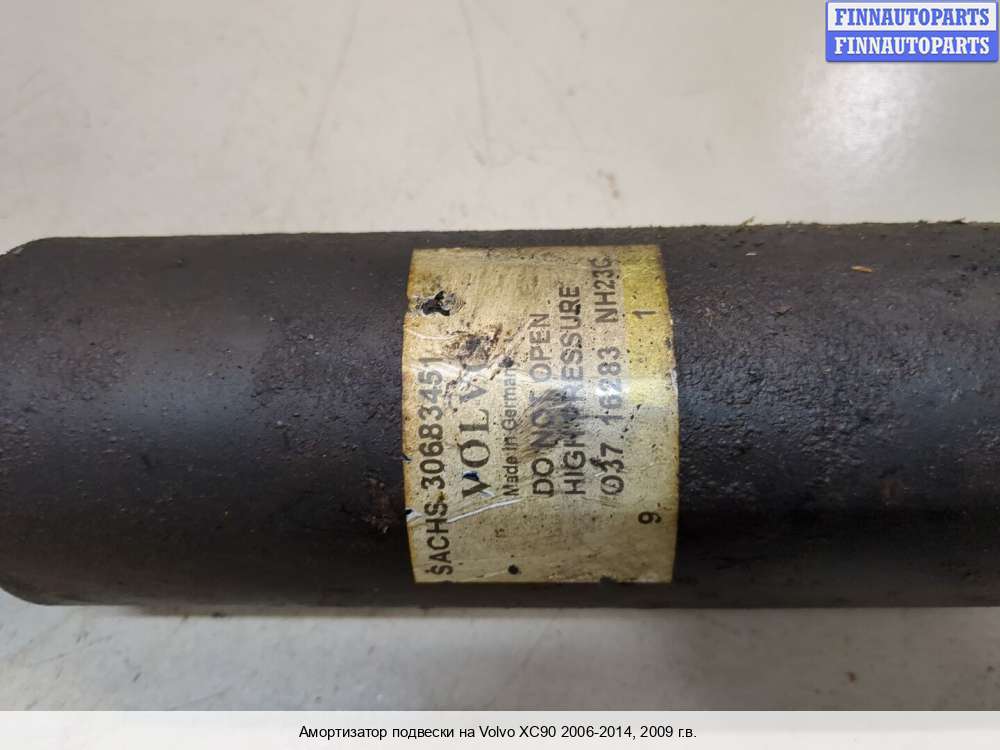 FINNAUTOPARTS
FINNAUTOPARTS
SACHS 30683451
VOLVO
Made in Germany
DO NOT OPEN
HIGH PRESSURE
037 16283 NH23
9 1
Амортизатор подвески на Volvo XC90 2006-2014, 2009 г.в.